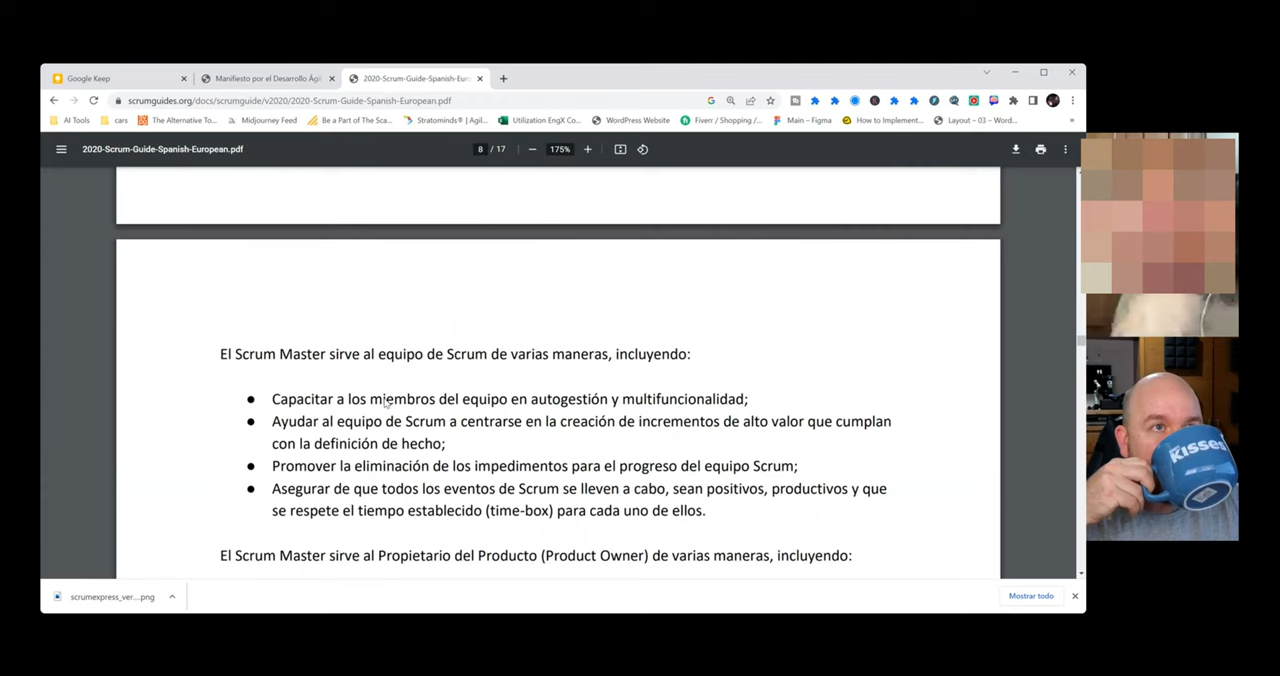 Google Keep
Manifiesto por el Desarrollo Ágil
2020-Scrum-Guide-Spanish-Eur
scrumguides.org/docs/scrumguide/v2020/2020-Scrum-Guide-Spanish-European.pdf
AI Tools cars The Alternative To... Midjourney Feed Be a Part of The Sca... Stratominds® | Agil... Utilization EngX Co... WordPress Website Fiverr / Shopping /... Main – Figma How to Implement... Layout – 03 – Word... »
2020-Scrum-Guide-Spanish-European.pdf 8 / 17 175%
El Scrum Master sirve al equipo de Scrum de varias maneras, incluyendo:
● Capacitar a los miembros del equipo en autogestión y multifuncionalidad;
● Ayudar al equipo de Scrum a centrarse en la creación de incrementos de alto valor que cumplan
con la definición de hecho;
● Promover la eliminación de los impedimentos para el progreso del equipo Scrum;
● Asegurar de que todos los eventos de Scrum se lleven a cabo, sean positivos, productivos y que
se respete el tiempo establecido (time-box) para cada uno de ellos.
El Scrum Master sirve al Propietario del Producto (Product Owner) de varias maneras, incluyendo:
KISSES
scrumexpress_ver....png
Mostrar todo